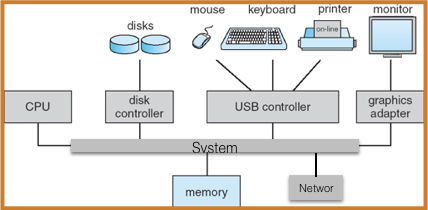 mouse keyboard printer monitor
disks
on-line
CPU
disk
controller
USB controller
graphics
adapter
System
memory
Networ